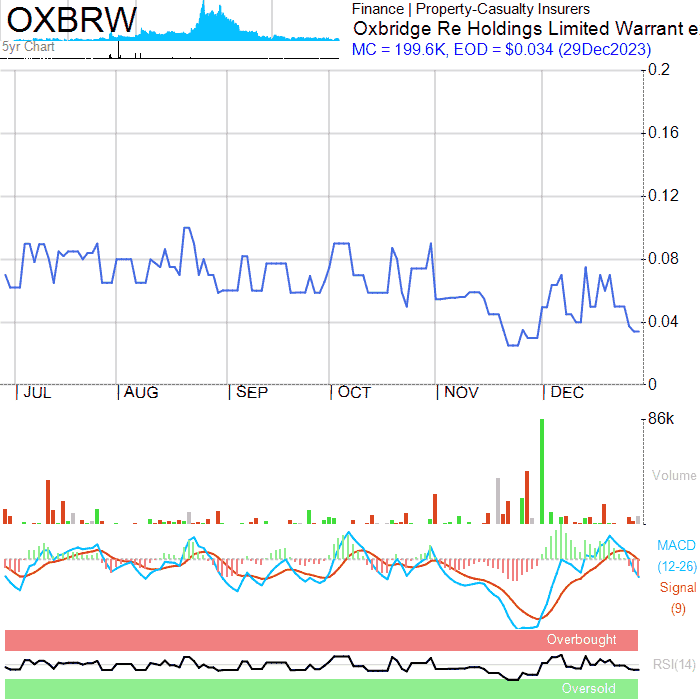 OXBRW
Finance | Property-Casualty Insurers
Oxbridge Re Holdings Limited Warrant e
MC = 199.6K, EOD = $0.034 (29Dec2023)
5yr Chart
0.2
0.16
0.12
0.08
0.04
0
JUL AUG SEP OCT NOV DEC
86k
Volume
MACD
(12-26)
Signal
(9)
Overbought
RSI(14)
Oversold